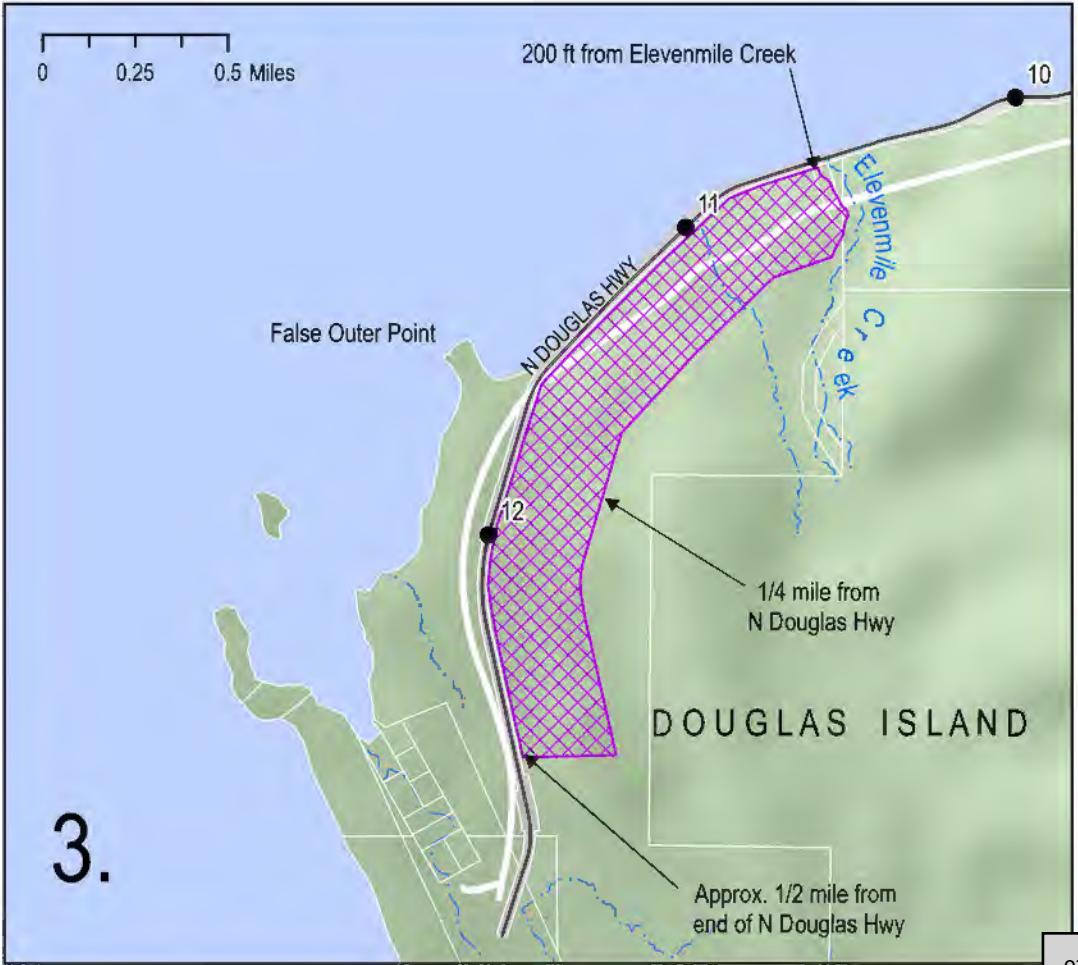 0 0.25 0.5 Miles
200 ft from Elevenmile Creek
10
11
Elevenmile Creek
N DOUGLAS HWY
False Outer Point
12
1/4 mile from
N Douglas Hwy
DOUGLAS ISLAND
3.
Approx. 1/2 mile from
end of N Douglas Hwy